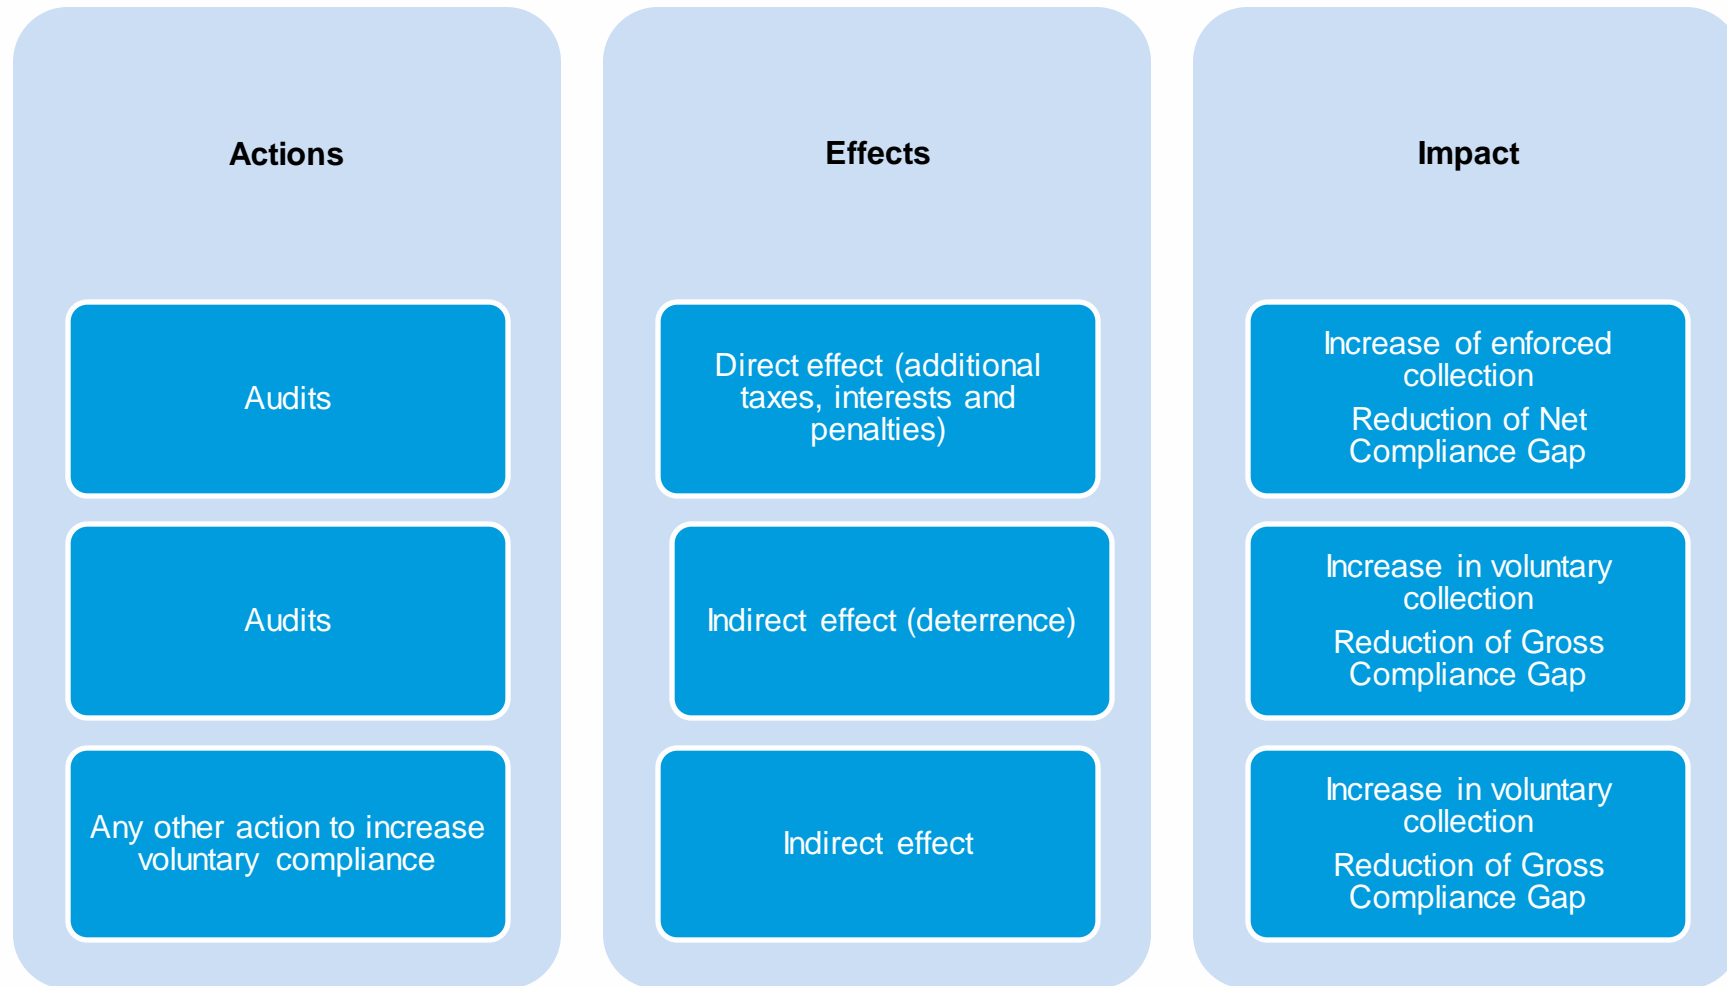 Actions
Audits
Audits
Any other action to increase
voluntary compliance
Effects
Direct effect (additional
taxes, interests and
penalties)
Indirect effect (deterrence)
Indirect effect
Impact
Increase of enforced
collection
Reduction of Net
Compliance Gap
Increase in voluntary
collection
Reduction of Gross
Compliance Gap
Increase in voluntary
collection
Reduction of Gross
Compliance Gap